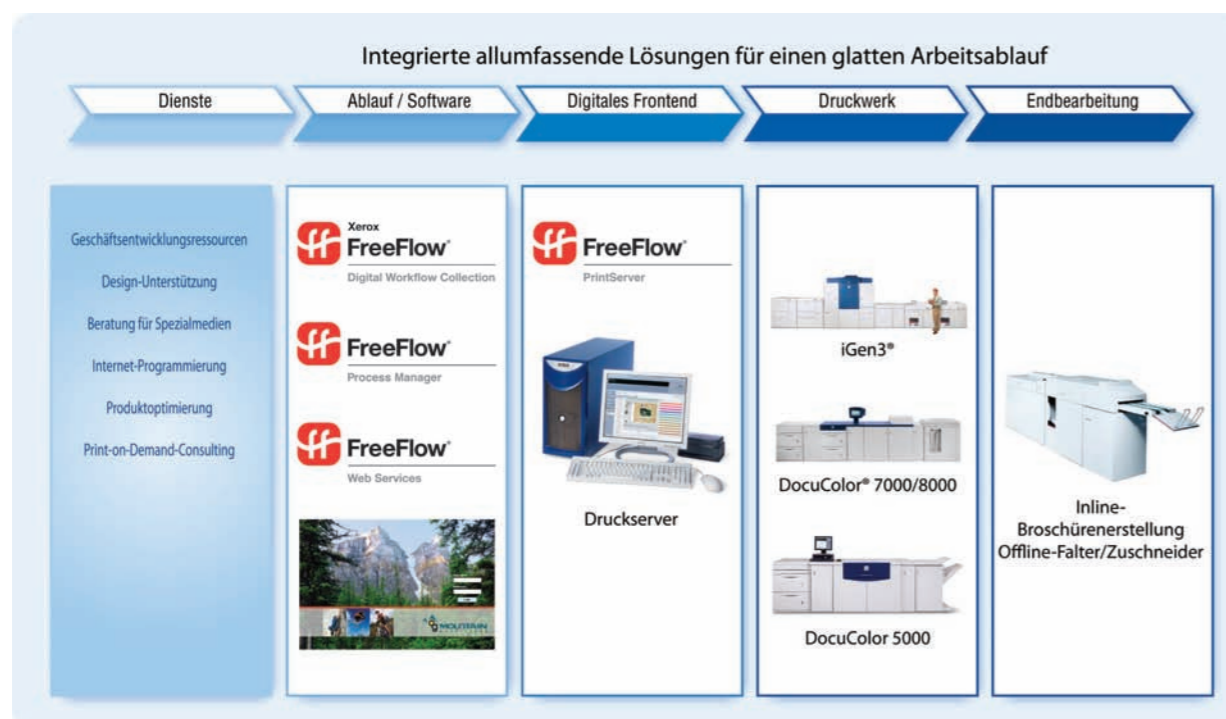 Integrierte allumfassende Lösungen für einen glatten Arbeitsablauf
Dienste
Ablauf / Software
Digitales Frontend
Druckwerk
Endbearbeitung
Geschäftsentwicklungsressourcen
Design-Unterstützung
Beratung für Spezialmedien
Internet-Programmierung
Produktoptimierung
Print-on-Demand-Consulting
Xerox
FreeFlow®
Digital Workflow Collection
FreeFlow®
Process Manager
FreeFlow®
Web Services
MOUNTAIN
FreeFlow®
PrintServer
Druckserver
iGen3®
DocuColor® 7000/8000
DocuColor 5000
Inline-
Broschürenerstellung
Offline-Falter/Zuschneider